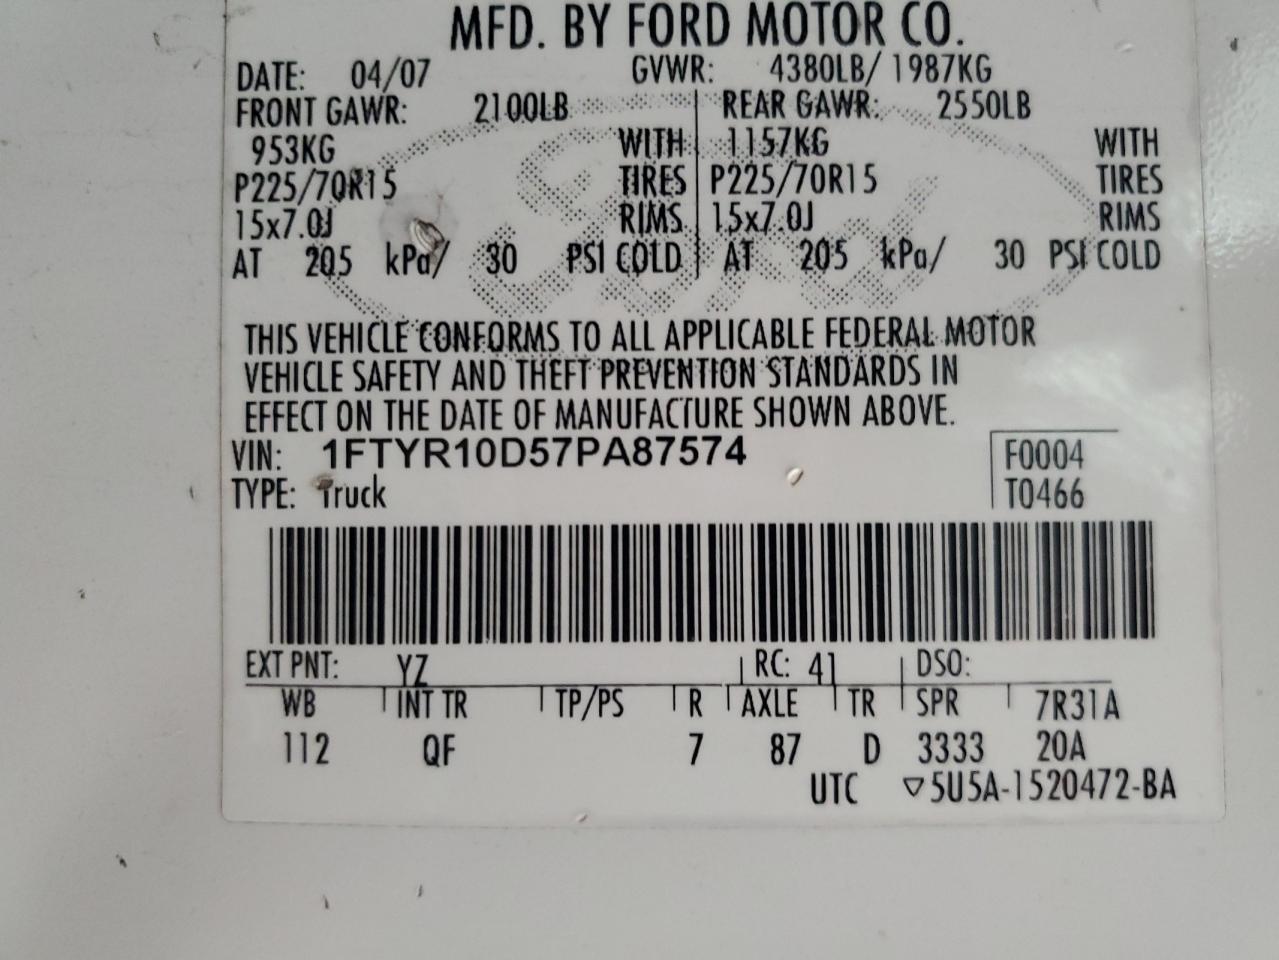 MFD. BY FORD MOTOR CO.
DATE: 04/07 GVWR: 4380LB/ 1987KG
FRONT GAWR: 2100LB REAR GAWR: 2550LB
953KG WITH 1157KG WITH
P225/70R15 TIRES P225/70R15 TIRES
15x7.0J RIMS 15x7.0J RIMS
AT 205 kPa/ 30 PSI COLD AT 205 kPa/ 30 PSI COLD
Ford
THIS VEHICLE CONFORMS TO ALL APPLICABLE FEDERAL MOTOR
VEHICLE SAFETY AND THEFT PREVENTION STANDARDS IN
EFFECT ON THE DATE OF MANUFACTURE SHOWN ABOVE.
VIN: 1FTYR10D57PA87574 F0004
TYPE: Truck T0466
EXT PNT: YZ RC: 41 DSO:
WB INT TR TP/PS R AXLE TR SPR 7R31A
112 QF 7 87 D 3333 20A
UTC ▽5U5A-1520472-BA